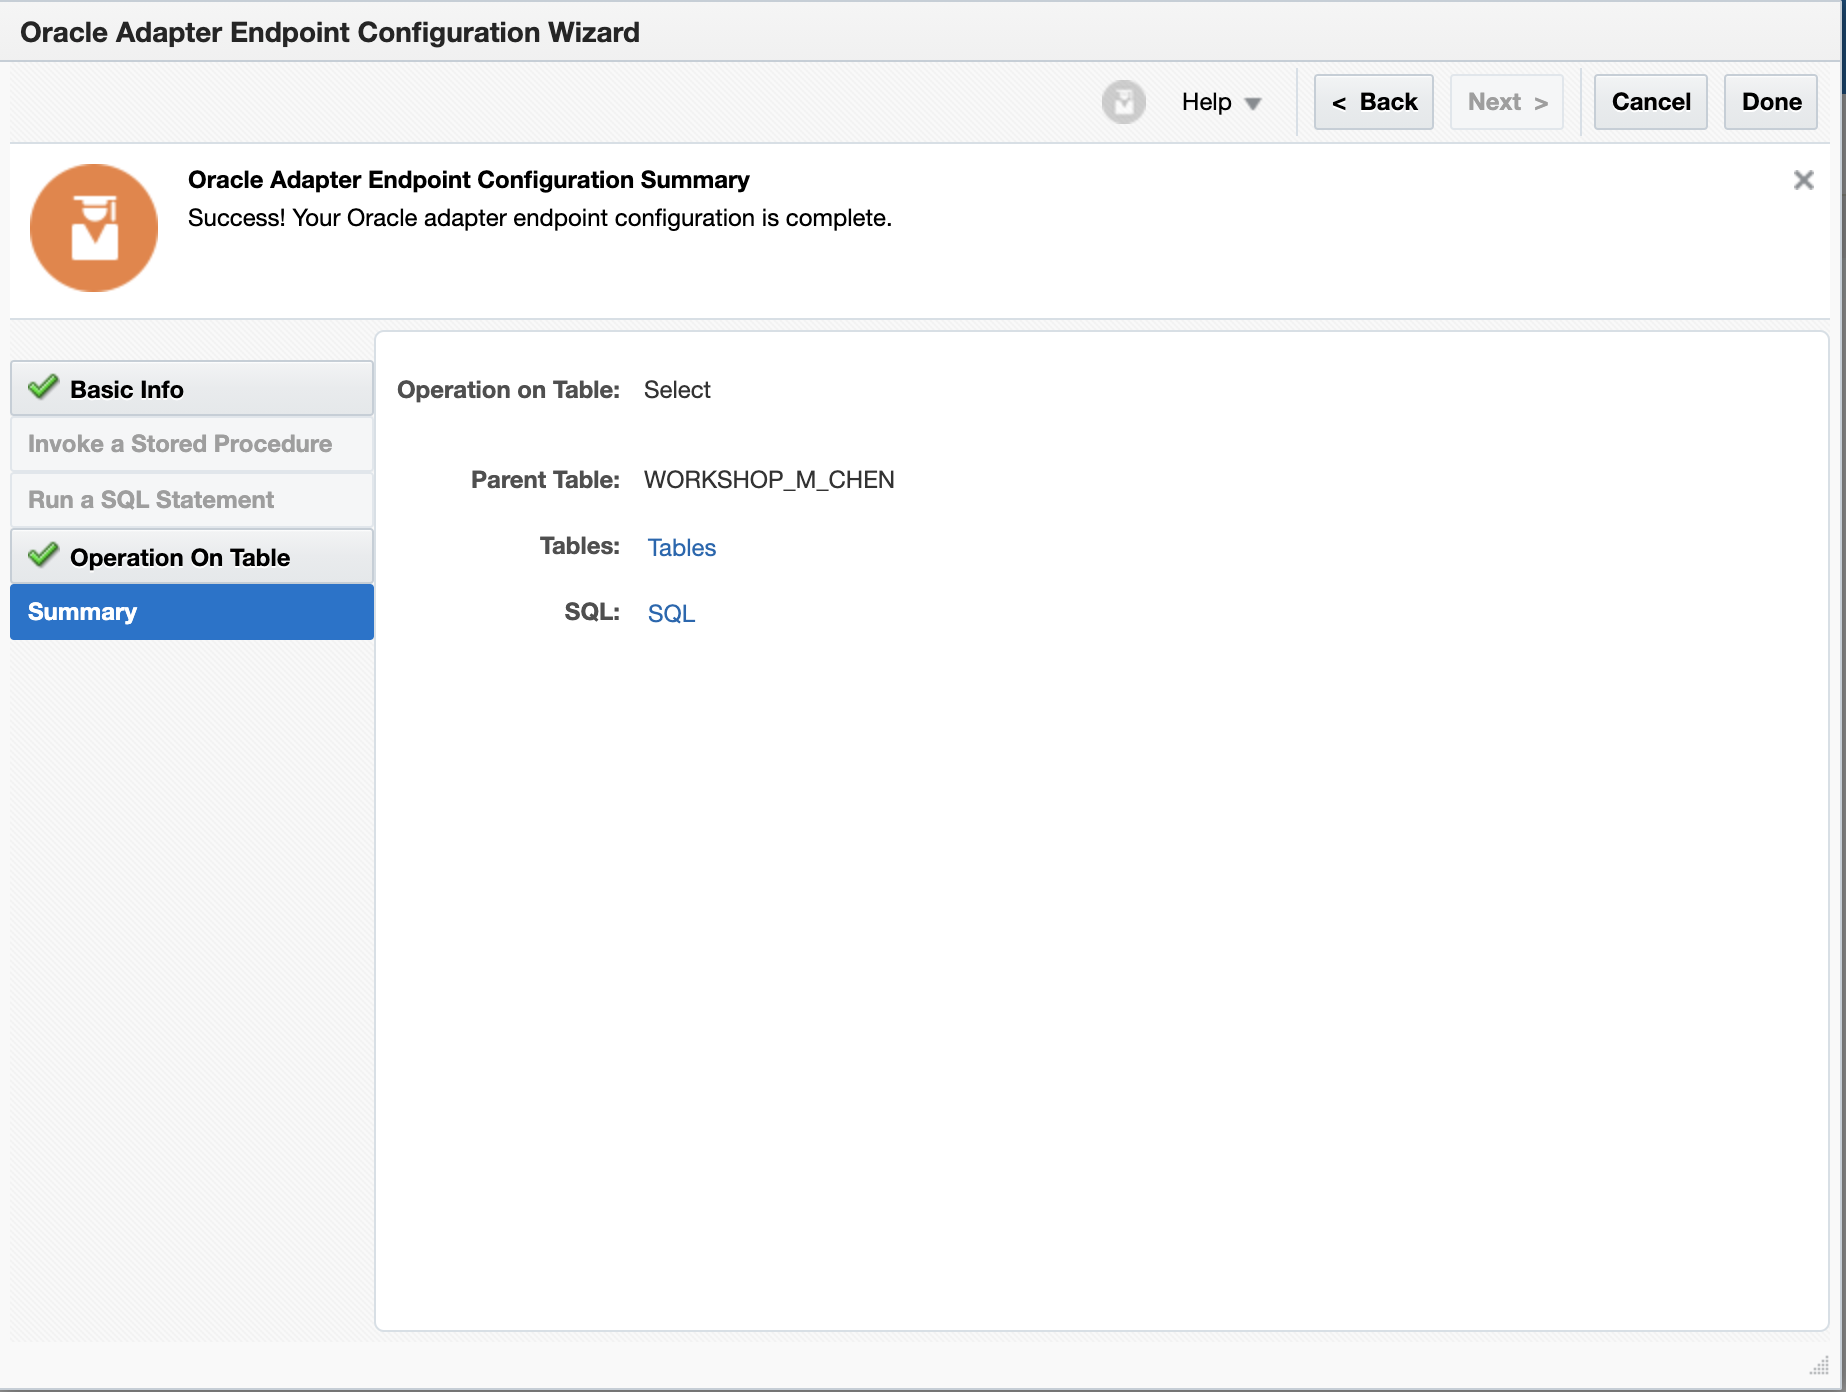 Oracle Adapter Endpoint Configuration Wizard
Help
< Back
Next >
Cancel
Done
Oracle Adapter Endpoint Configuration Summary
Success! Your Oracle adapter endpoint configuration is complete.
Basic Info
Invoke a Stored Procedure
Run a SQL Statement
Operation On Table
Summary
Operation on Table: Select
Parent Table: WORKSHOP_M_CHEN
Tables: Tables
SQL: SQL